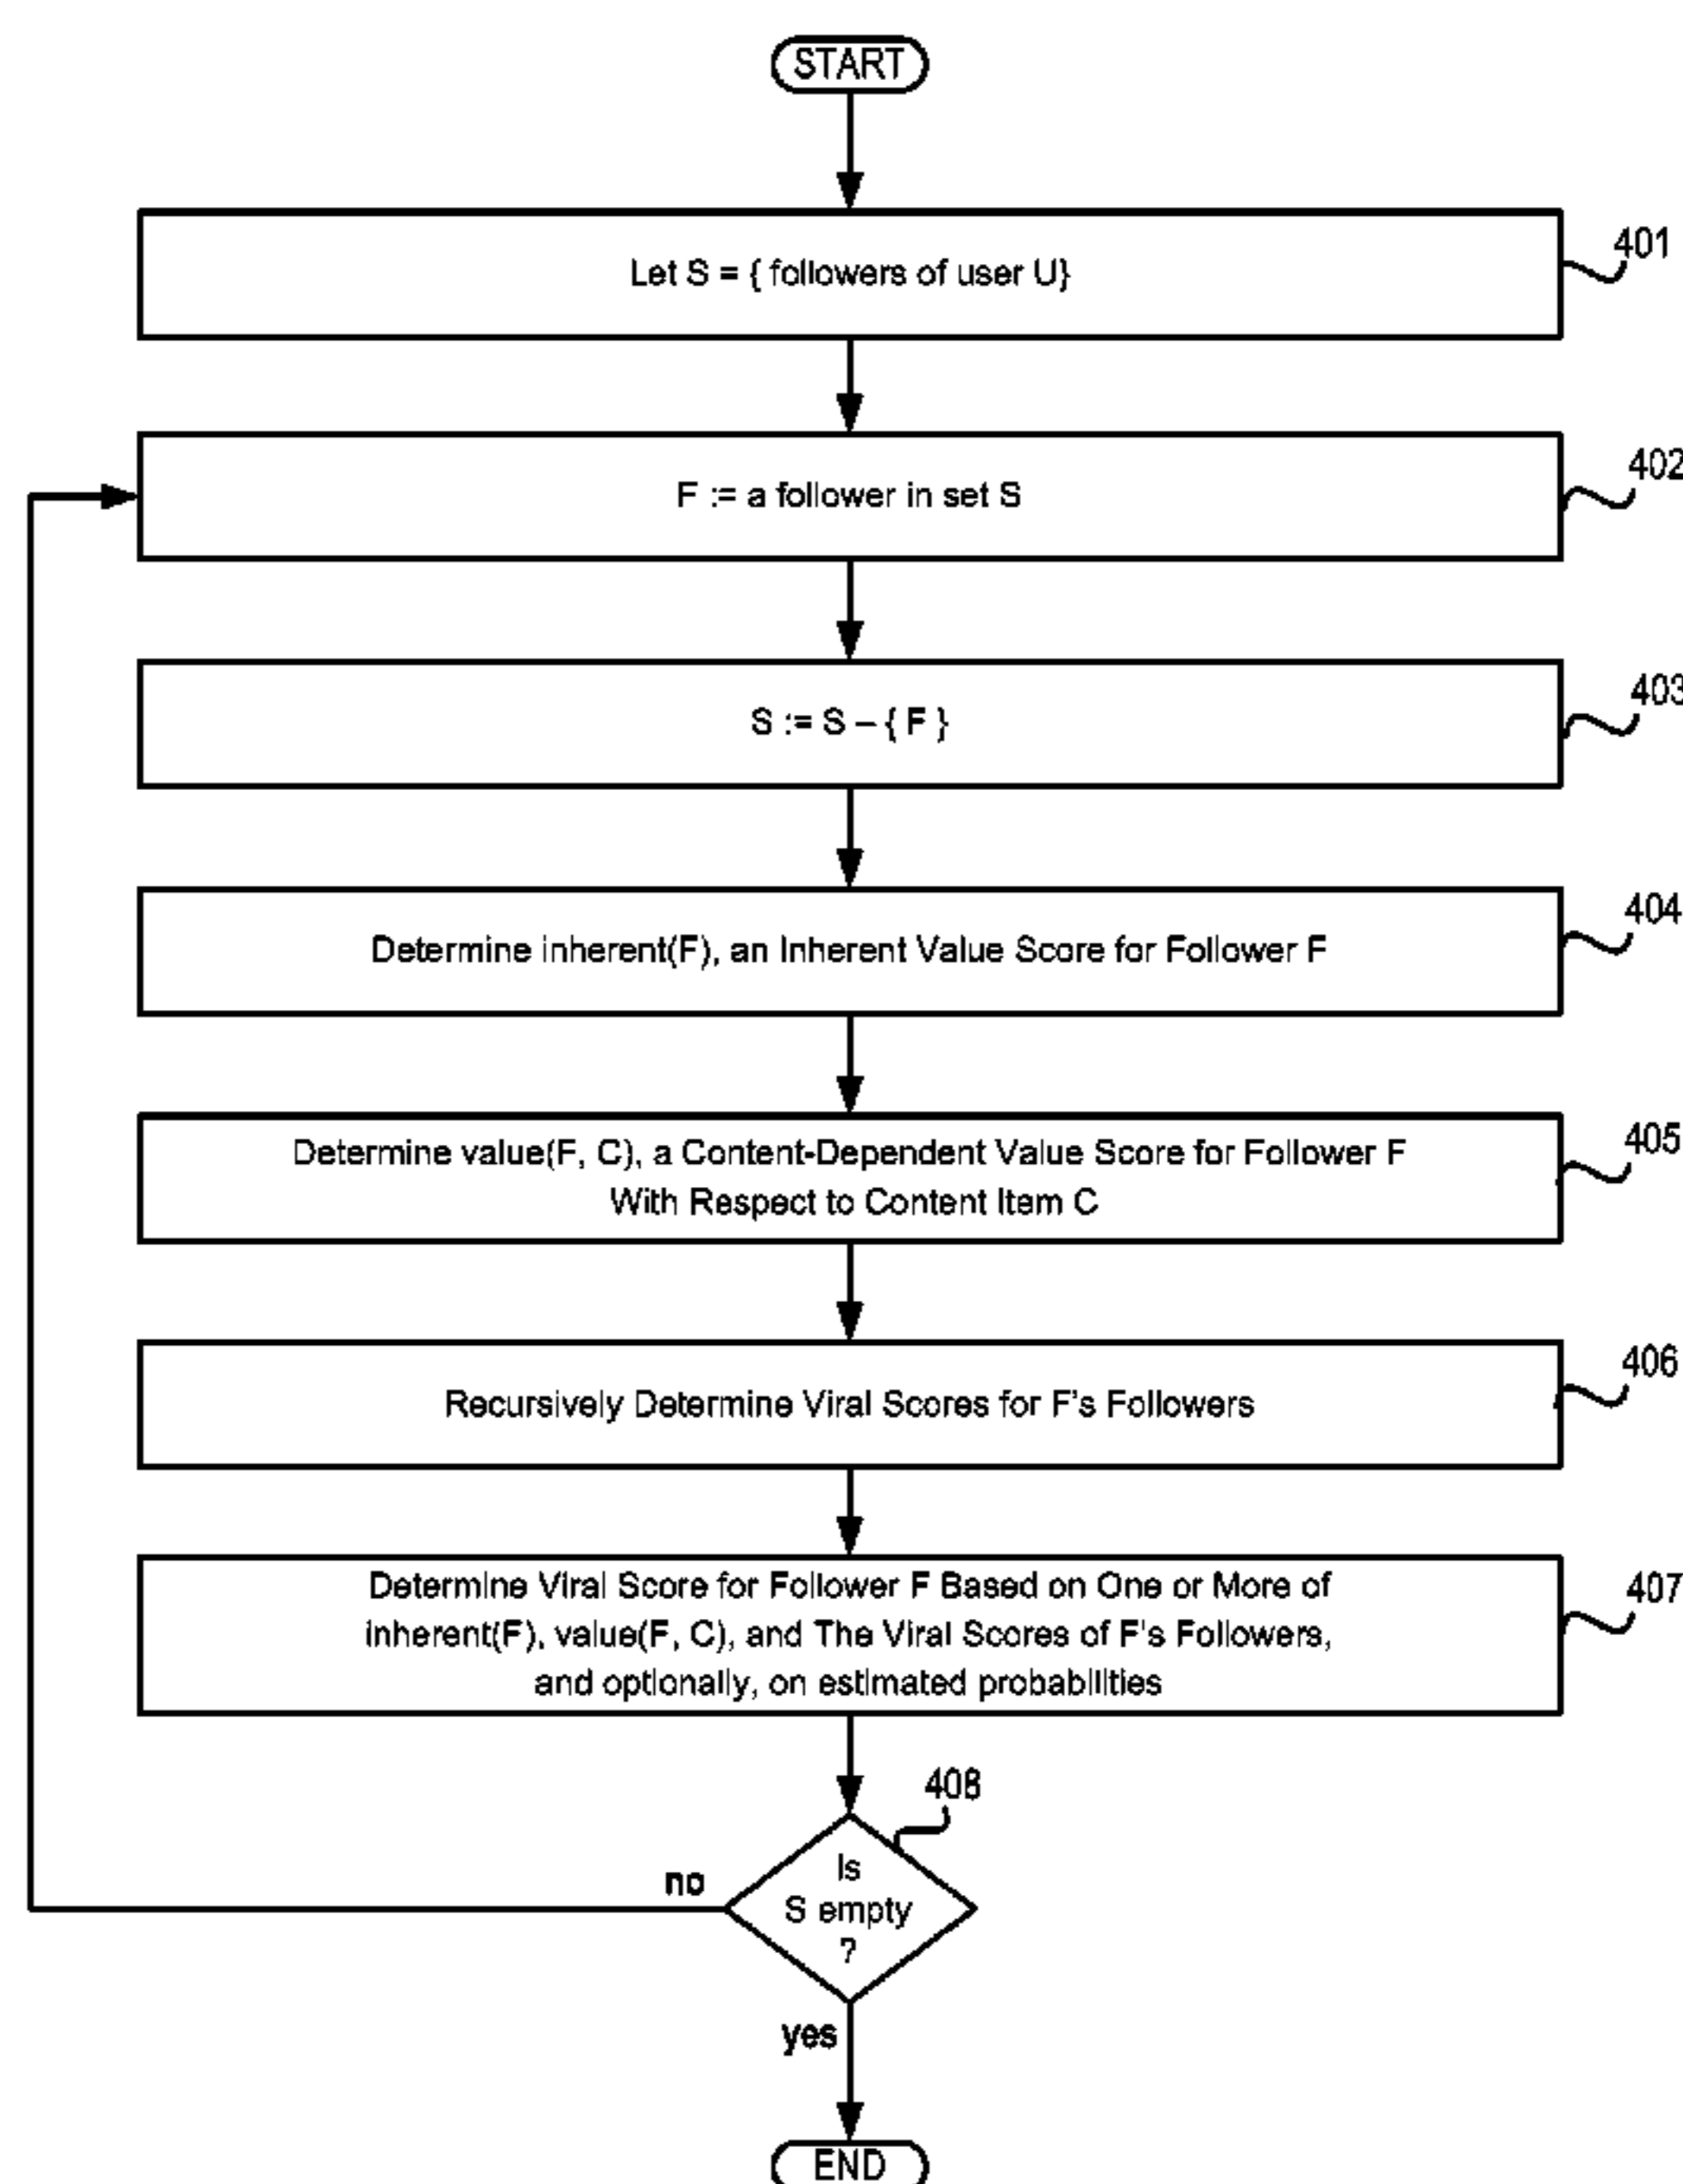 START
Let S = { followers of user U}
401
F := a follower in set S
402
S := S – { F }
403
Determine inherent(F), an Inherent Value Score for Follower F
404
Determine value(F, C), a Content-Dependent Value Score for Follower F
With Respect to Content Item C
405
Recursively Determine Viral Scores for F's Followers
406
Determine Viral Score for Follower F Based on One or More of
inherent(F), value(F, C), and The Viral Scores of F's Followers,
and optionally, on estimated probabilities
407
408
Is
S empty
?
no
yes
END